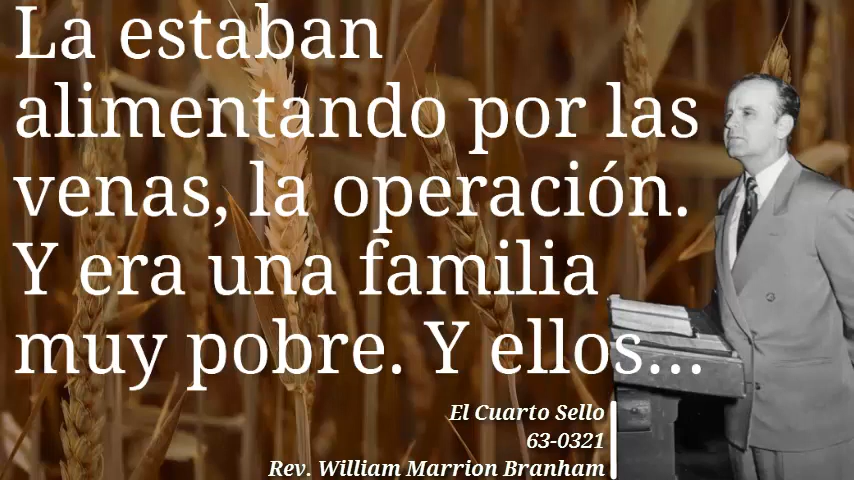 La estaban
alimentando por las
venas, la operación.
Y era una familia
muy pobre. Y ellos...
El Cuarto Sello
63-0321
Rev. William Marrion Branham